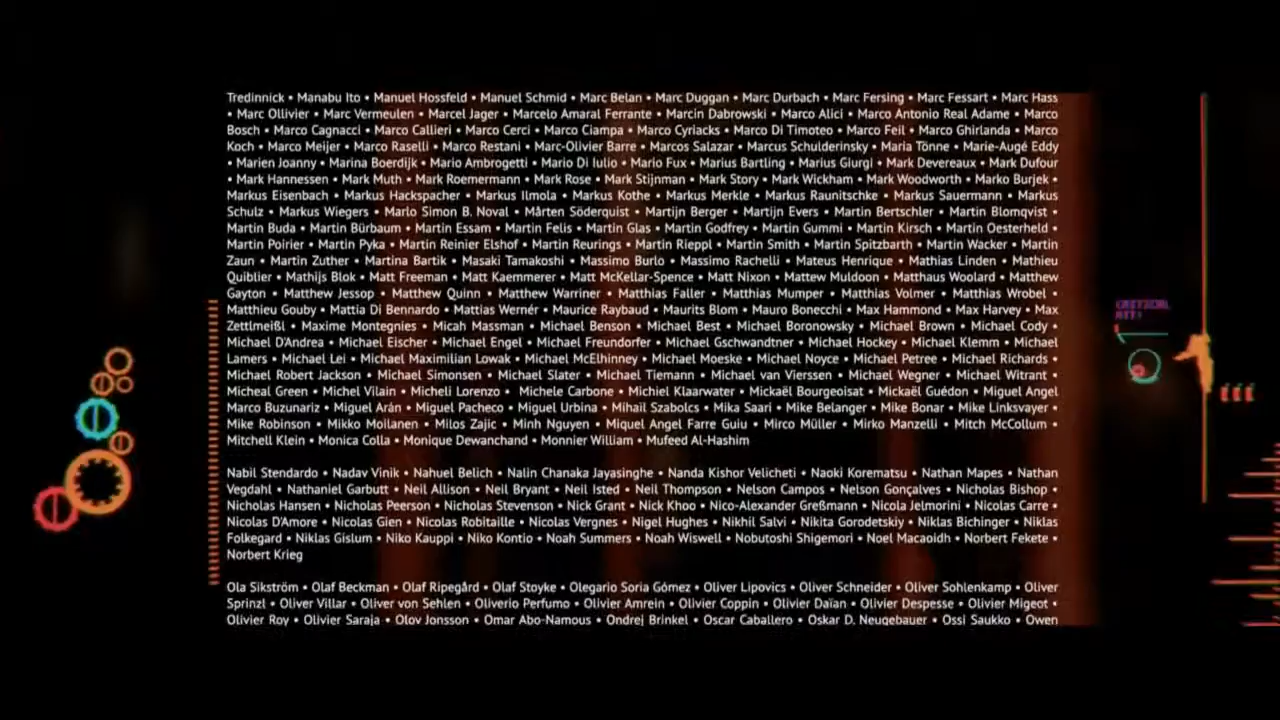 Tredinnick • Manabu Ito • Manuel Hossfeld • Manuel Schmid • Marc Belan • Marc Duggan • Marc Durbach • Marc Fersing • Marc Fessart • Marc Hass
• Marc Ollivier • Marc Vermeulen • Marcel Jager • Marcelo Amaral Ferrante • Marcin Dabrowski • Marco Alici • Marco Antonio Real Adame • Marco
Bosch • Marco Cagnacci • Marco Callieri • Marco Cerci • Marco Ciampa • Marco Cyriacks • Marco Di Timoteo • Marco Feil • Marco Ghirlanda • Marco
Koch • Marco Meijer • Marco Raselli • Marco Restani • Marc-Olivier Barre • Marcos Salazar • Marcus Schulderinsky • Maria Tönne • Marie-Augé Eddy
• Marien Joanny • Marina Boerdijk • Mario Ambrogetti • Mario Di Iulio • Mario Fux • Marius Bartling • Marius Giurgi • Mark Devereaux • Mark Dufour
• Mark Hannessen • Mark Muth • Mark Roemermann • Mark Rose • Mark Stijnman • Mark Story • Mark Wickham • Mark Woodworth • Marko Burjek •
Markus Eisenbach • Markus Hackspacher • Markus Ilmola • Markus Kothe • Markus Merkle • Markus Raunitschke • Markus Sauermann • Markus
Schulz • Markus Wiegers • Marlo Simon B. Noval • Mårten Söderquist • Martijn Berger • Martijn Evers • Martin Bertschler • Martin Blomqvist •
Martin Buda • Martin Bürbaum • Martin Essam • Martin Felis • Martin Glas • Martin Godfrey • Martin Gummi • Martin Kirsch • Martin Oesterheld •
Martin Poirier • Martin Pyka • Martin Reinier Elshof • Martin Reurings • Martin Rieppl • Martin Smith • Martin Spitzbarth • Martin Wacker • Martin
Zaun • Martin Zuther • Martina Bartik • Masaki Tamakoshi • Massimo Burlo • Massimo Rachelli • Mateus Henrique • Mathias Linden • Mathieu
Quiblier • Mathijs Blok • Matt Freeman • Matt Kaemmerer • Matt McKellar-Spence • Matt Nixon • Mattew Muldoon • Matthaus Woolard • Matthew
Gayton • Matthew Jessop • Matthew Quinn • Matthew Warriner • Matthias Faller • Matthias Mumper • Matthias Volmer • Matthias Wrobel •
Matthieu Gouby • Mattia Di Bennardo • Mattias Wernér • Maurice Raybaud • Maurits Blom • Mauro Bonecchi • Max Hammond • Max Harvey • Max
Zettlmeißl • Maxime Montegnies • Micah Massman • Michael Benson • Michael Best • Michael Boronowsky • Michael Brown • Michael Cody •
Michael D'Andrea • Michael Eischer • Michael Engel • Michael Freundorfer • Michael Gschwandtner • Michael Hockey • Michael Klemm • Michael
Lamers • Michael Lei • Michael Maximilian Lowak • Michael McElhinney • Michael Moeske • Michael Noyce • Michael Petree • Michael Richards •
Michael Robert Jackson • Michael Simonsen • Michael Slater • Michael Tiemann • Michael van Vierssen • Michael Wegner • Michael Witrant •
Micheal Green • Michel Vilain • Micheli Lorenzo • Michele Carbone • Michiel Klaarwater • Mickaël Bourgeoisat • Mickaël Guédon • Miguel Angel
Marco Buzunariz • Miguel Arán • Miguel Pacheco • Miguel Urbina • Mihail Szabolcs • Mika Saari • Mike Belanger • Mike Bonar • Mike Linksvayer •
Mike Robinson • Mikko Moilanen • Milos Zajic • Minh Nguyen • Miquel Angel Farre Guiu • Mirco Müller • Mirko Manzelli • Mitch McCollum •
Mitchell Klein • Monica Colla • Monique Dewanchand • Monnier William • Mufeed Al-Hashim
Nabil Stendardo • Nadav Vinik • Nahuel Belich • Nalin Chanaka Jayasinghe • Nanda Kishor Velicheti • Naoki Korematsu • Nathan Mapes • Nathan
Vegdahl • Nathaniel Garbutt • Neil Allison • Neil Bryant • Neil Isted • Neil Thompson • Nelson Campos • Nelson Gonçalves • Nicholas Bishop •
Nicholas Hansen • Nicholas Peerson • Nicholas Stevenson • Nick Grant • Nick Khoo • Nico-Alexander Greßmann • Nicola Jelmorini • Nicolas Carre •
Nicolas D'Amore • Nicolas Gien • Nicolas Robitaille • Nicolas Vergnes • Nigel Hughes • Nikhil Salvi • Nikita Gorodetskiy • Niklas Bichinger • Niklas
Folkegard • Niklas Gislum • Niko Kauppi • Niko Kontio • Noah Summers • Noah Wiswell • Nobutoshi Shigemori • Noel Macaoidh • Norbert Fekete •
Norbert Krieg
Ola Sikström • Olaf Beckman • Olaf Ripegård • Olaf Stoyke • Olegario Soria Gómez • Oliver Lipovics • Oliver Schneider • Oliver Sohlenkamp • Oliver
Sprinzl • Oliver Villar • Oliver von Sehlen • Oliverio Perfumo • Olivier Amrein • Olivier Coppin • Olivier Daïan • Olivier Despesse • Olivier Migeot •
Olivier Roy • Olivier Saraja • Olov Jonsson • Omar Abo-Namous • Ondrej Brinkel • Oscar Caballero • Oskar D. Neugebauer • Ossi Saukko • Owen